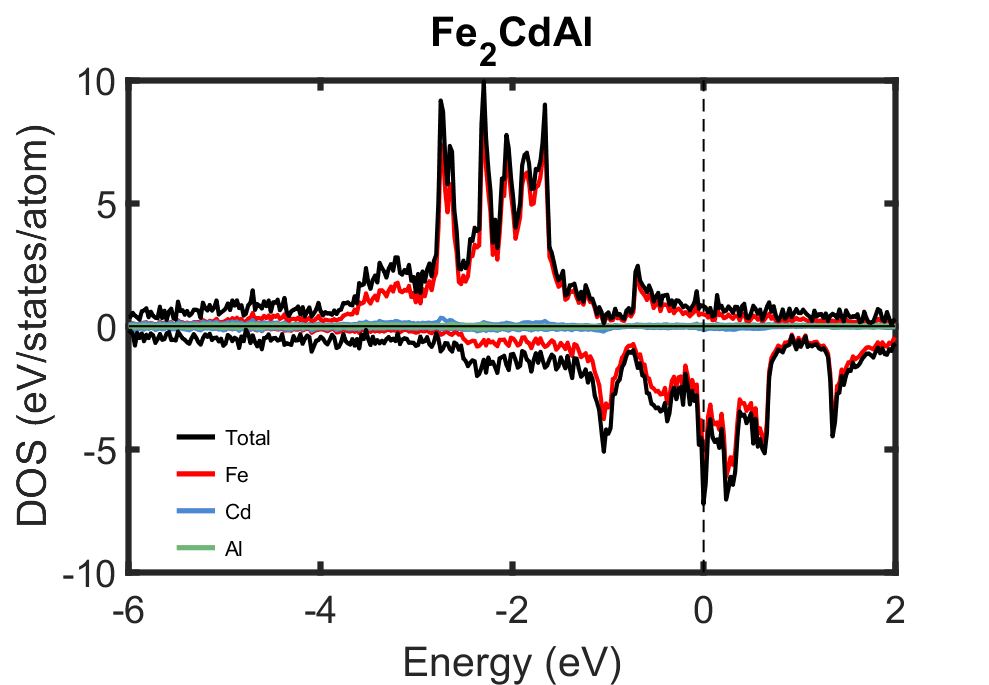 Fe₂CdAl
10
5
0
-5
-10
DOS (eV/states/atom)
Total
Fe
Cd
Al
-6 -4 -2 0 2
Energy (eV)